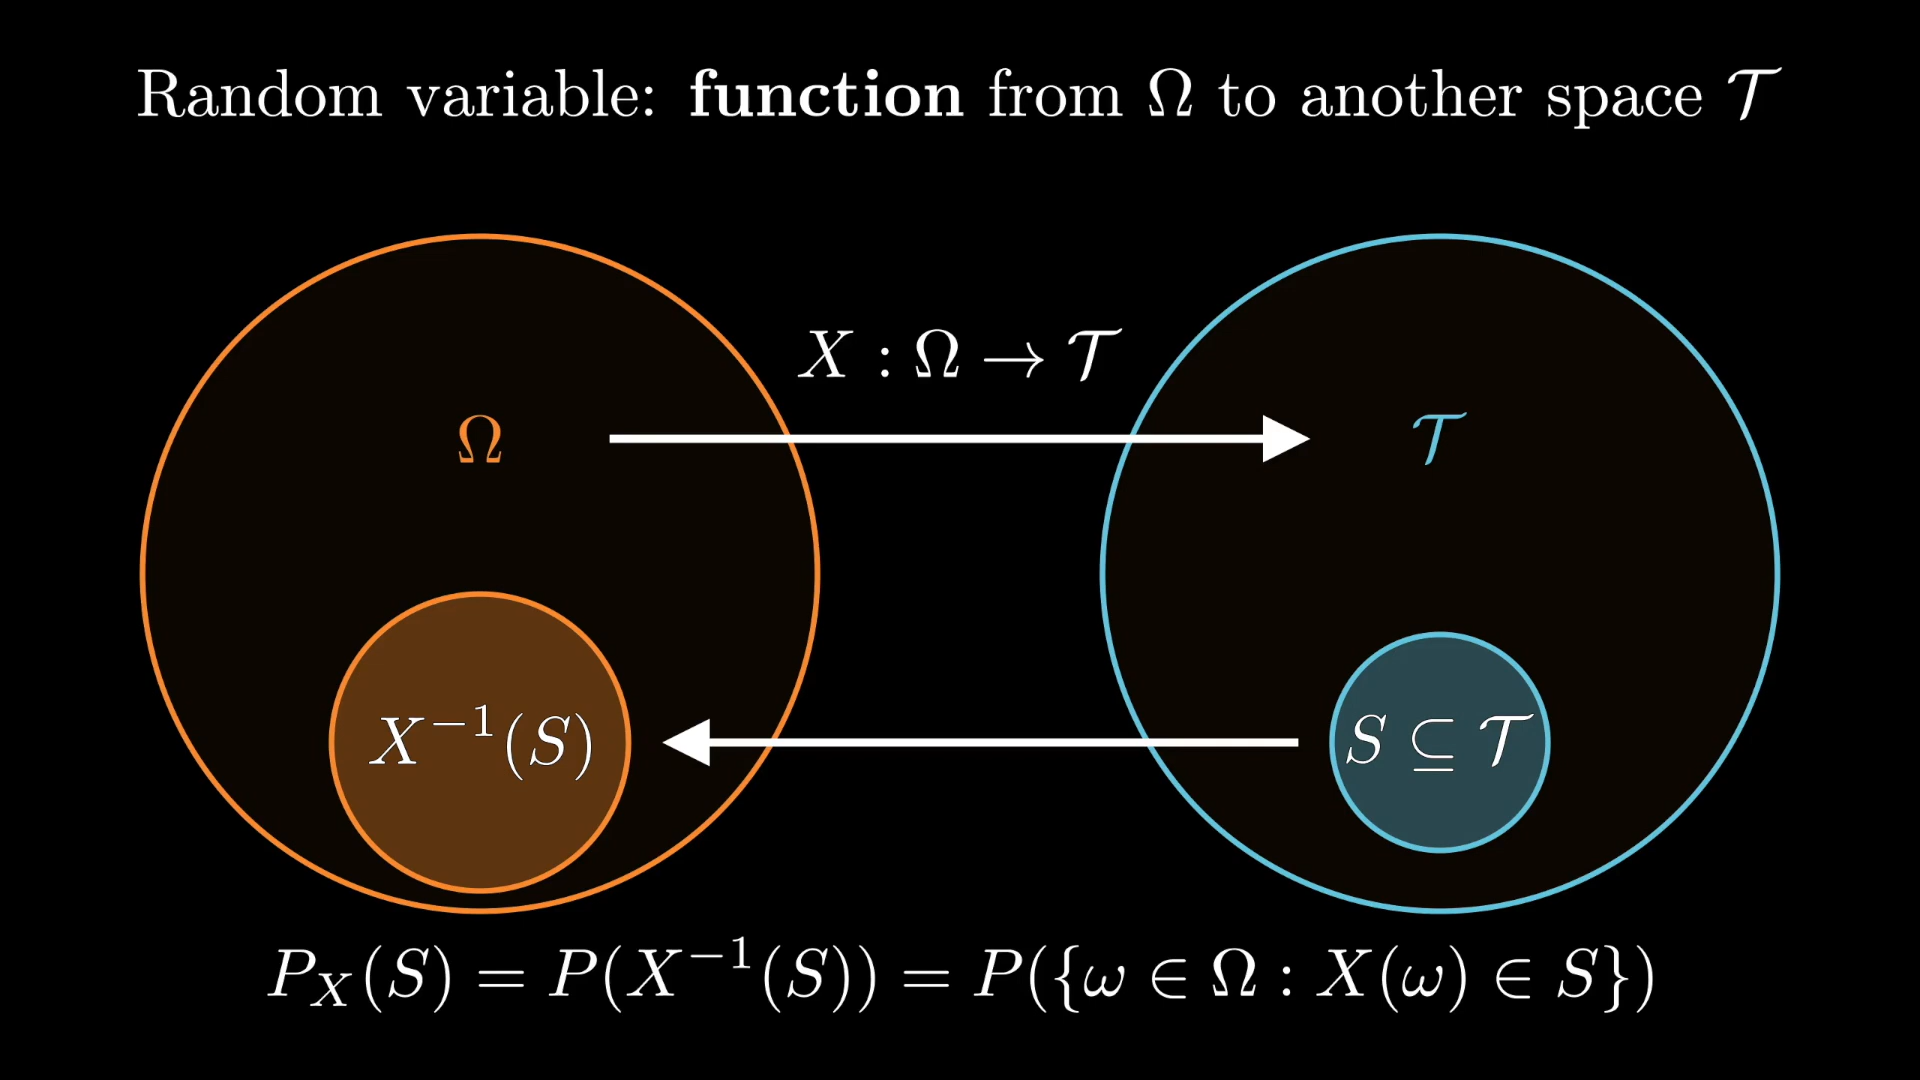 Random variable: function from Ω to another space 𝒯
X : Ω → 𝒯
Ω
𝒯
X⁻¹(S)
S ⊆ 𝒯
P_X(S) = P(X⁻¹(S)) = P({ω ∈ Ω : X(ω) ∈ S})